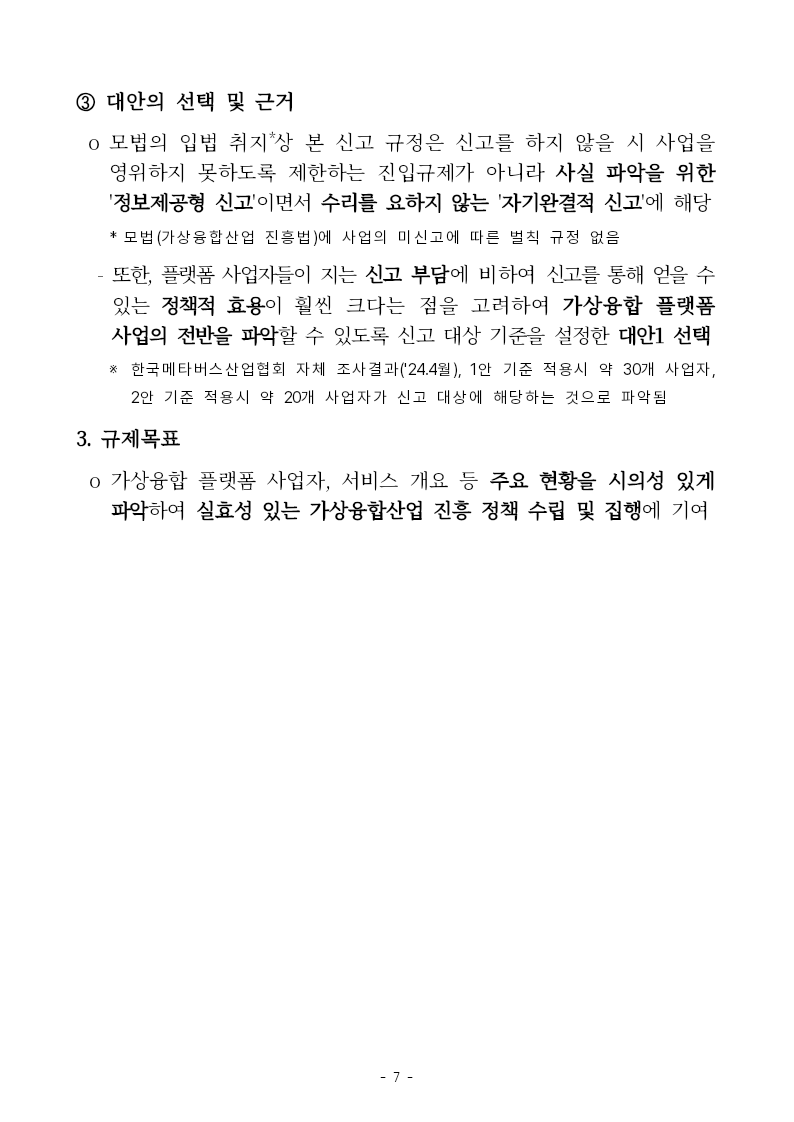 ③ 대안의 선택 및 근거
ㅇ 모법의 입법 취지*상 본 신고 규정은 신고를 하지 않을 시 사업을
영위하지 못하도록 제한하는 진입규제가 아니라 사실 파악을 위한
'정보제공형 신고'이면서 수리를 요하지 않는 '자기완결적 신고'에 해당
* 모법(가상융합산업 진흥법)에 사업의 미신고에 따른 벌칙 규정 없음
- 또한, 플랫폼 사업자들이 지는 신고 부담에 비하여 신고를 통해 얻을 수
있는 정책적 효용이 훨씬 크다는 점을 고려하여 가상융합 플랫폼
사업의 전반을 파악할 수 있도록 신고 대상 기준을 설정한 대안1 선택
※ 한국메타버스산업협회 자체 조사결과('24.4월), 1안 기준 적용시 약 30개 사업자,
2안 기준 적용시 약 20개 사업자가 신고 대상에 해당하는 것으로 파악됨
3. 규제목표
ㅇ 가상융합 플랫폼 사업자, 서비스 개요 등 주요 현황을 시의성 있게
파악하여 실효성 있는 가상융합산업 진흥 정책 수립 및 집행에 기여
- 7 -